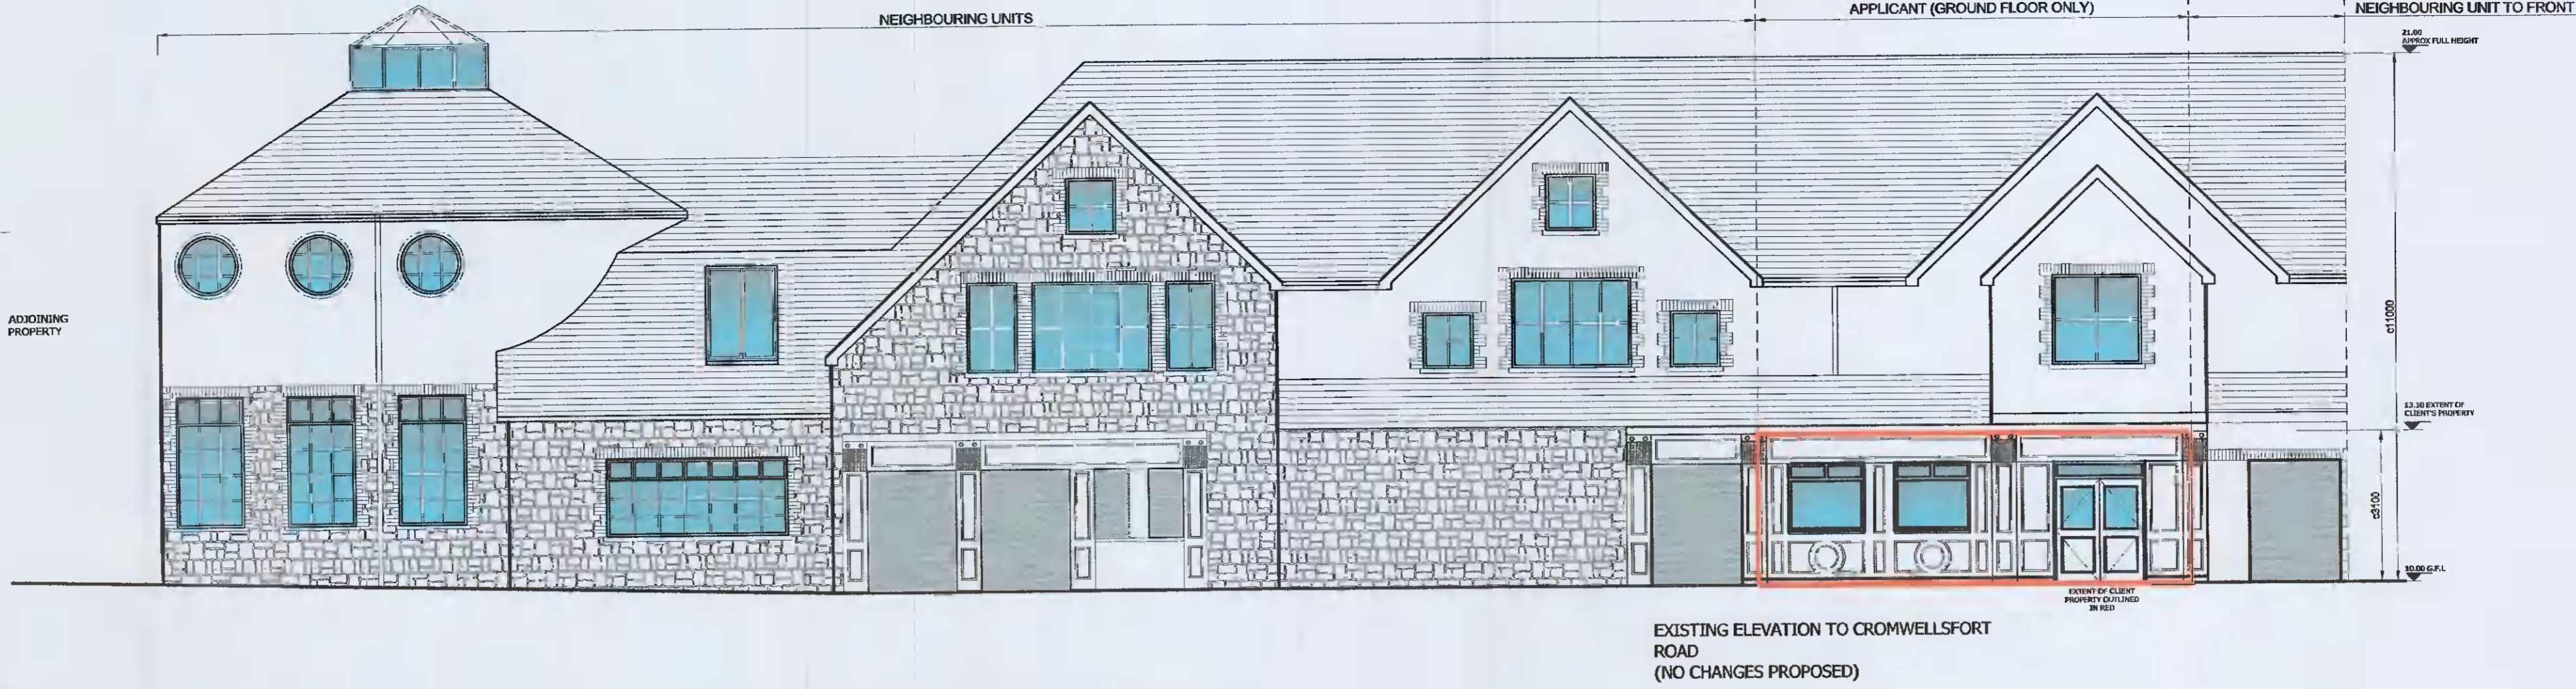 NEIGHBOURING UNITS
APPLICANT (GROUND FLOOR ONLY)
NEIGHBOURING UNIT TO FRONT
21.00
APPROX FULL HEIGHT
ADJOINING
PROPERTY
c11000
13.10 EXTENT OF
CLIENT'S PROPERTY
c3100
10.00 G.F.L
EXTENT OF CLIENT
PROPERTY OUTLINED
IN RED
EXISTING ELEVATION TO CROMWELLSFORT
ROAD
(NO CHANGES PROPOSED)